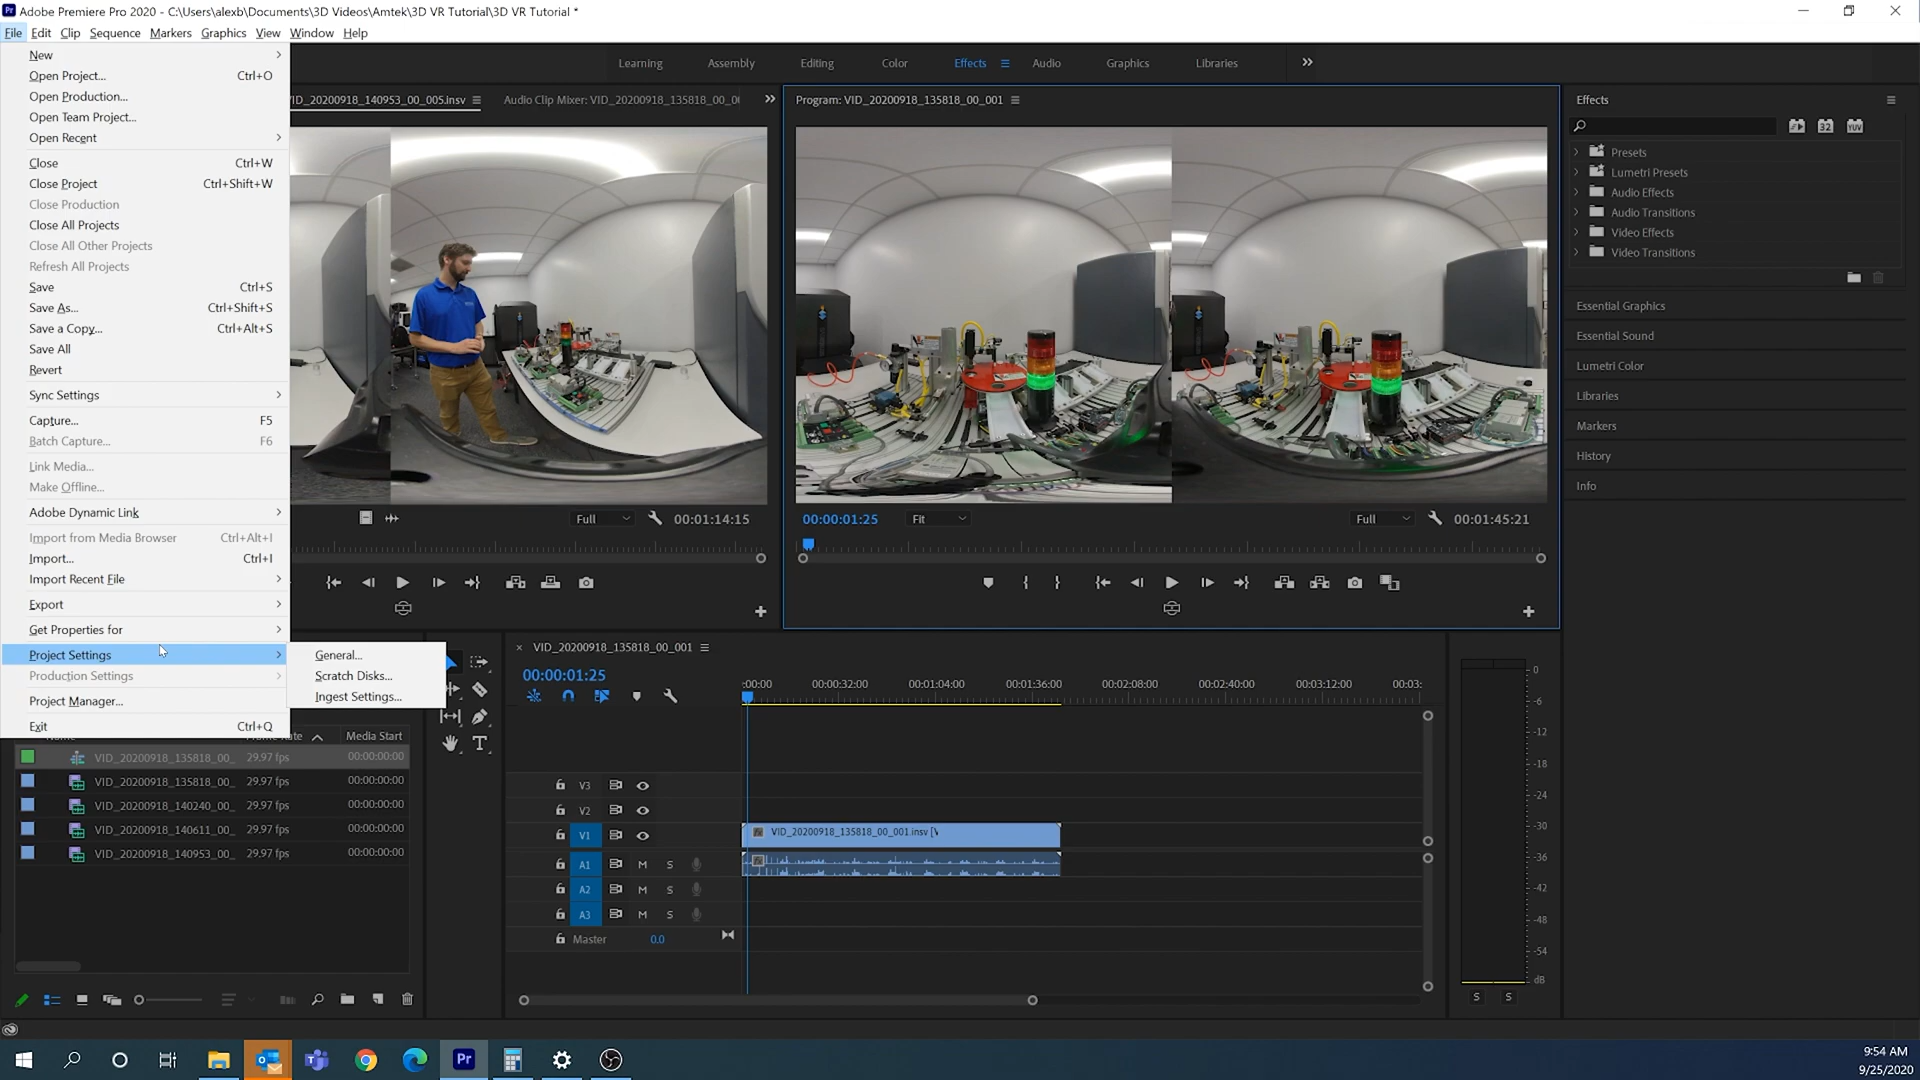 Adobe Premiere Pro 2020 - C:\Users\alexb\Documents\3D Videos\Amtek\3D VR Tutorial\3D VR Tutorial *
File Edit Clip Sequence Markers Graphics View Window Help
Learning Assembly Editing Color Effects Audio Graphics Libraries
New
Open Project... Ctrl+O
Open Production...
Open Team Project...
Open Recent
Close Ctrl+W
Close Project Ctrl+Shift+W
Close Production
Close All Projects
Close All Other Projects
Refresh All Projects
Save Ctrl+S
Save As... Ctrl+Shift+S
Save a Copy... Ctrl+Alt+S
Save All
Revert
Sync Settings
Capture... F5
Batch Capture... F6
Link Media...
Make Offline...
Adobe Dynamic Link
Import from Media Browser Ctrl+Alt+I
Import... Ctrl+I
Import Recent File
Export
Get Properties for
Project Settings
Production Settings
Project Manager...
Exit Ctrl+Q
General...
Scratch Disks...
Ingest Settings...
ID_20200918_140953_00_005.insv Audio Clip Mixer: VID_20200918_135818_00_0
Full 00:01:14:15
Program: VID_20200918_135818_00_001
00:00:01:25 Fit Full 00:01:45:21
Effects
32 YUV
Presets
Lumetri Presets
Audio Effects
Audio Transitions
Video Effects
Video Transitions
Essential Graphics
Essential Sound
Lumetri Color
Libraries
Markers
History
Info
Media Start
VID_20200918_135818_00_ 29.97 fps 00:00:00:00
VID_20200918_135818_00_ 29.97 fps 00:00:00:00
VID_20200918_140240_00_ 29.97 fps 00:00:00:00
VID_20200918_140611_00_ 29.97 fps 00:00:00:00
VID_20200918_140953_00_ 29.97 fps 00:00:00:00
× VID_20200918_135818_00_001
00:00:01:25
:00:00 00:00:32:00 00:01:04:00 00:01:36:00 00:02:08:00 00:02:40:00 00:03:12:00 00:03:
V3
V2
V1 VID_20200918_135818_00_001.insv [V
A1 M S
A2 M S
A3 M S
Master 0.0
0
-6
-12
-18
-24
-30
-36
-42
-48
-54
dB
S S
Pr
9:54 AM
9/25/2020